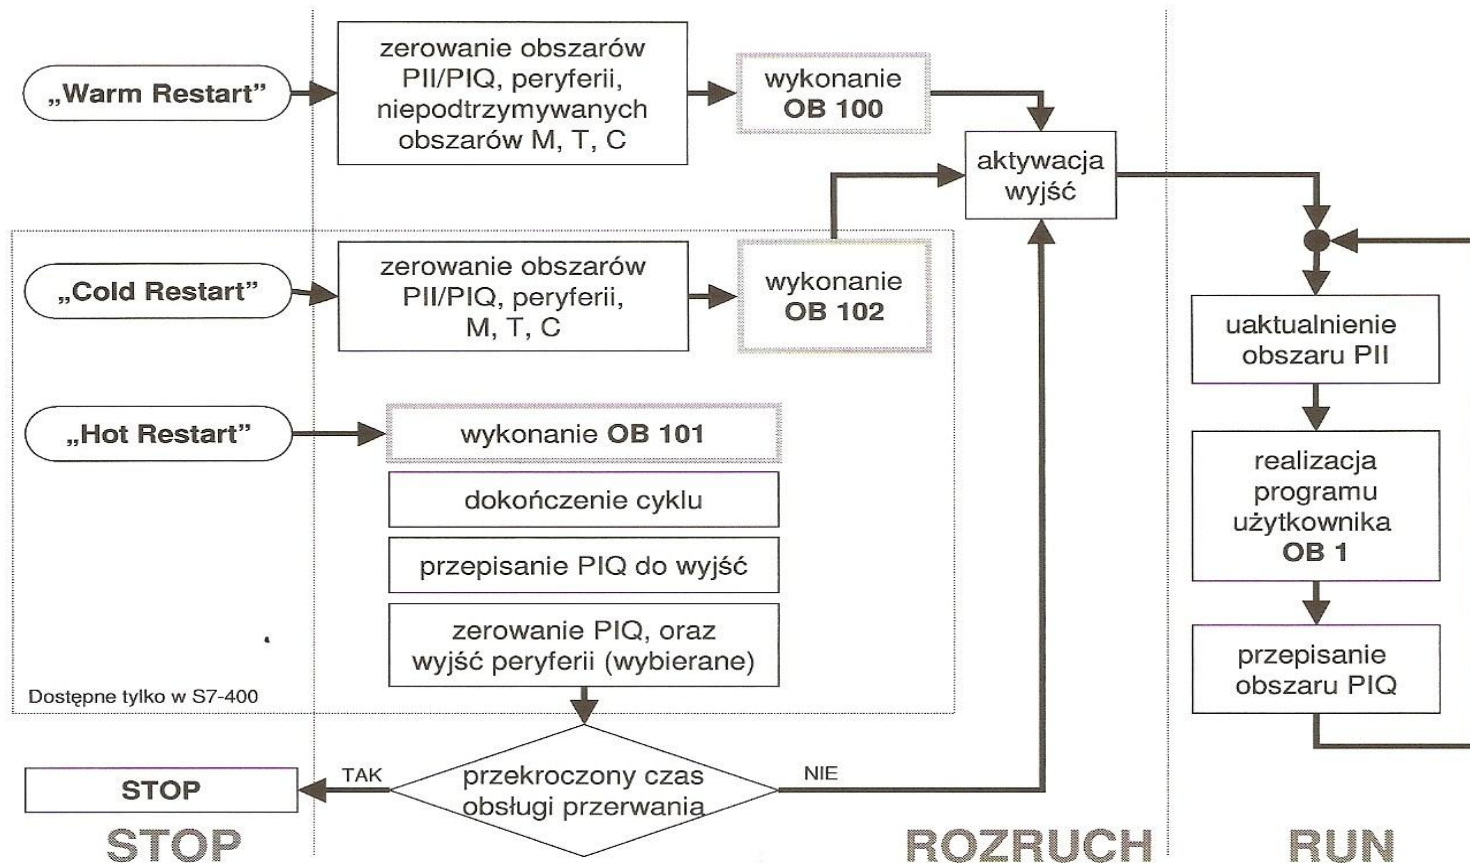 „Warm Restart”
zerowanie obszarów
PII/PIQ, peryferii,
niepodtrzymywanych
obszarów M, T, C
wykonanie
OB 100
aktywacja
wyjść
„Cold Restart”
zerowanie obszarów
PII/PIQ, peryferii,
M, T, C
wykonanie
OB 102
„Hot Restart”
wykonanie OB 101
dokończenie cyklu
przepisanie PIQ do wyjść
zerowanie PIQ, oraz
wyjść peryferii (wybierane)
Dostępne tylko w S7-400
przekroczony czas
obsługi przerwania
TAK
NIE
STOP
uaktualnienie
obszaru PII
realizacja
programu
użytkownika
OB 1
przepisanie
obszaru PIQ
STOP
ROZRUCH
RUN